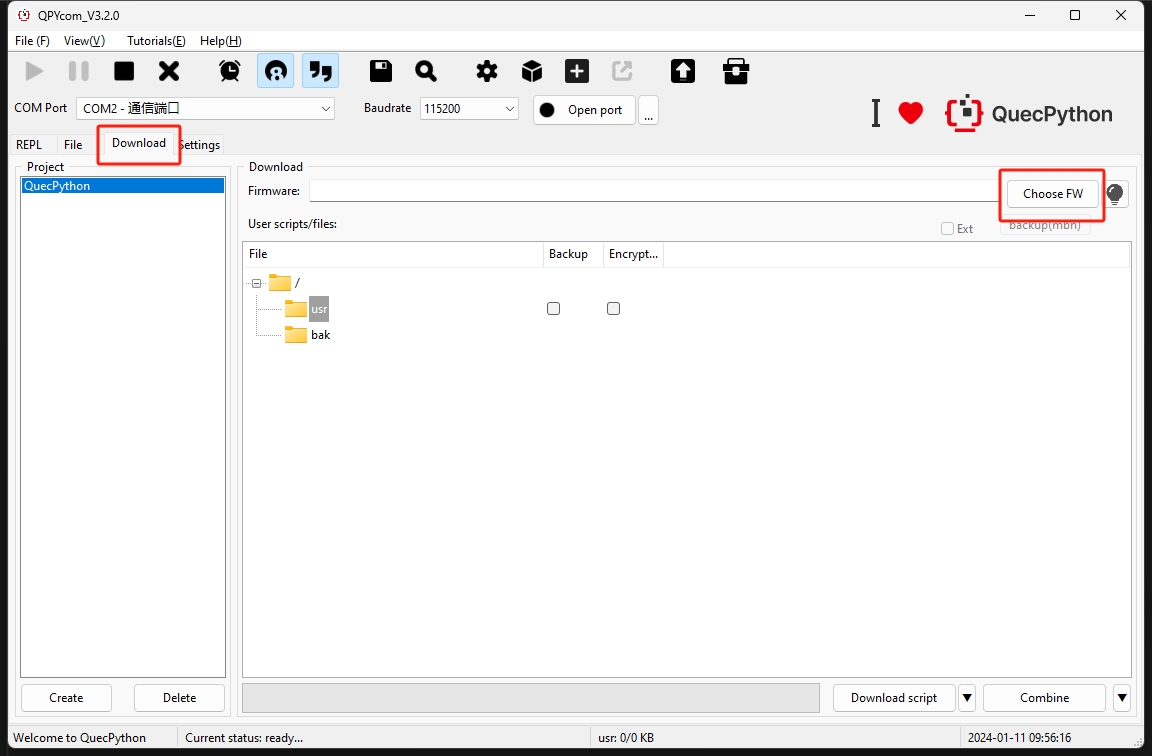 QPYcom_V3.2.0
File (F) View(V) Tutorials(E) Help(H)
COM Port COM2 - 通信端口 Baudrate 115200 Open port ...
I QuecPython
REPL File Download Settings
Project Download
QuecPython
Firmware: Choose FW
User scripts/files: Ext backup(mbn)
File Backup Encrypt...
/
usr
bak
Create Delete Download script Combine
Welcome to QuecPython Current status: ready... usr: 0/0 KB 2024-01-11 09:56:16